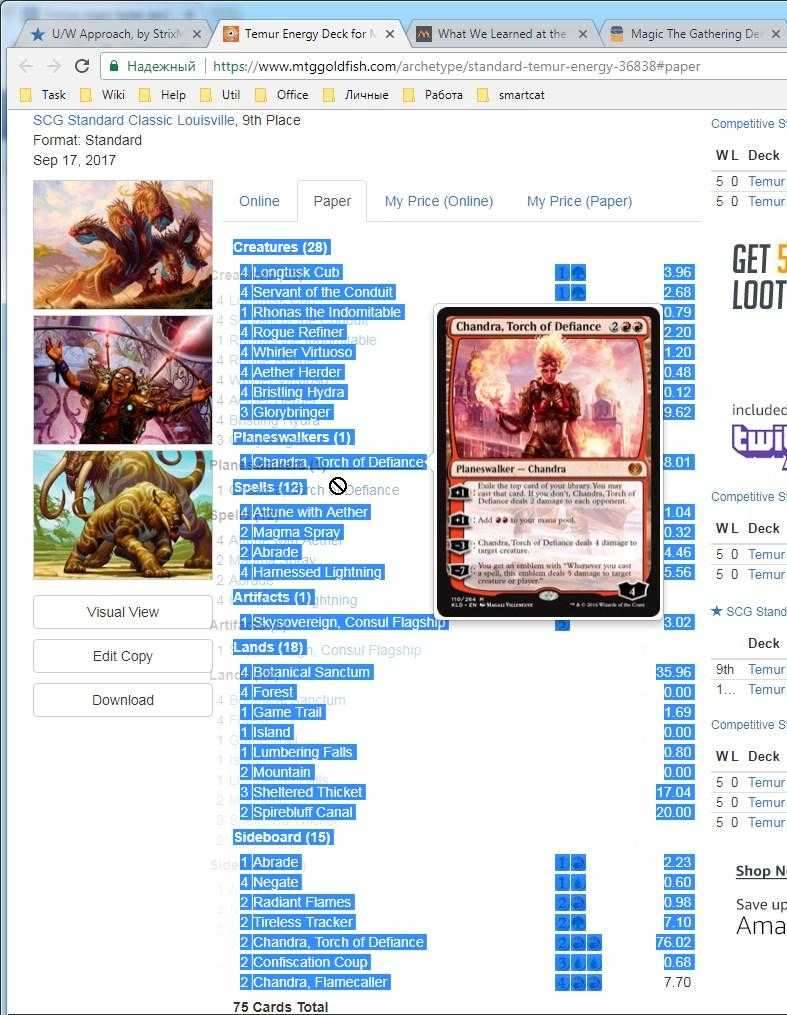 U/W Approach, by StrixM
Temur Energy Deck for M
What We Learned at the
Magic The Gathering De
Надежный
https://www.mtggoldfish.com/archetype/standard-temur-energy-36838#paper
Task Wiki Help Util Office Личные Работа smartcat
SCG Standard Classic Louisville, 9th Place
Format: Standard
Sep 17, 2017
Online Paper My Price (Online) My Price (Paper)
Creatures (28)
4 Longtusk Cub 1 3.96
4 Servant of the Conduit 1 2.68
1 Rhonas the Indomitable 0.79
4 Rogue Refiner 2.20
4 Whirler Virtuoso 1.20
4 Aether Herder 0.48
4 Bristling Hydra 0.12
3 Glorybringer 9.62
Planeswalkers (1)
1 Chandra, Torch of Defiance 8.01
Spells (12)
4 Attune with Aether 1.04
2 Magma Spray 0.32
2 Abrade 4.46
4 Harnessed Lightning 5.56
Artifacts (1)
1 Skysovereign, Consul Flagship 5 3.02
Lands (18)
4 Botanical Sanctum 35.96
4 Forest 0.00
1 Game Trail 1.69
1 Island 0.00
1 Lumbering Falls 0.80
2 Mountain 0.00
3 Sheltered Thicket 17.04
2 Spirebluff Canal 20.00
Sideboard (15)
1 Abrade 1 2.23
4 Negate 1 0.60
2 Radiant Flames 2 0.98
2 Tireless Tracker 2 7.10
2 Chandra, Torch of Defiance 2 76.02
2 Confiscation Coup 3 0.68
2 Chandra, Flamecaller 4 7.70
75 Cards Total
Visual View
Edit Copy
Download
Chandra, Torch of Defiance 2
Planeswalker — Chandra
+1: Exile the top card of your library. You may
cast that card. If you don't, Chandra, Torch of
Defiance deals 2 damage to each opponent.
+1: Add to your mana pool.
-3: Chandra, Torch of Defiance deals 4 damage to
target creature.
-7: You get an emblem with "Whenever you cast
a spell, this emblem deals 5 damage to target
creature or player."
4
110/264 M
KLD • EN Magali Villeneuve ™ & © 2016 Wizards of the Coast
Competitive S
W L Deck
5 0 Temur
5 0 Temur
GET 5
LOOT
included
twi
Competitive S
W L Deck
5 0 Temur
5 0 Temur
★ SCG Stand
Deck
9th Temur
1... Temur
Competitive S
W L Deck
5 0 Temur
5 0 Temur
5 0 Temur
Shop N
Save up
Ama